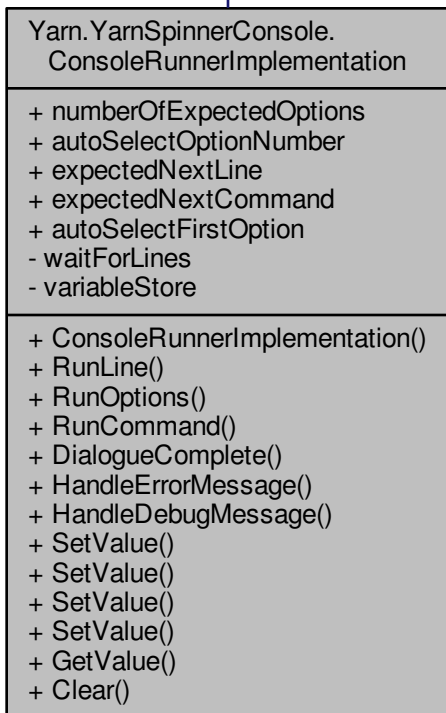 Yarn.YarnSpinnerConsole.
ConsoleRunnerImplementation
+ numberOfExpectedOptions
+ autoSelectOptionNumber
+ expectedNextLine
+ expectedNextCommand
+ autoSelectFirstOption
- waitForLines
- variableStore
+ ConsoleRunnerImplementation()
+ RunLine()
+ RunOptions()
+ RunCommand()
+ DialogueComplete()
+ HandleErrorMessage()
+ HandleDebugMessage()
+ SetValue()
+ SetValue()
+ SetValue()
+ SetValue()
+ GetValue()
+ Clear()